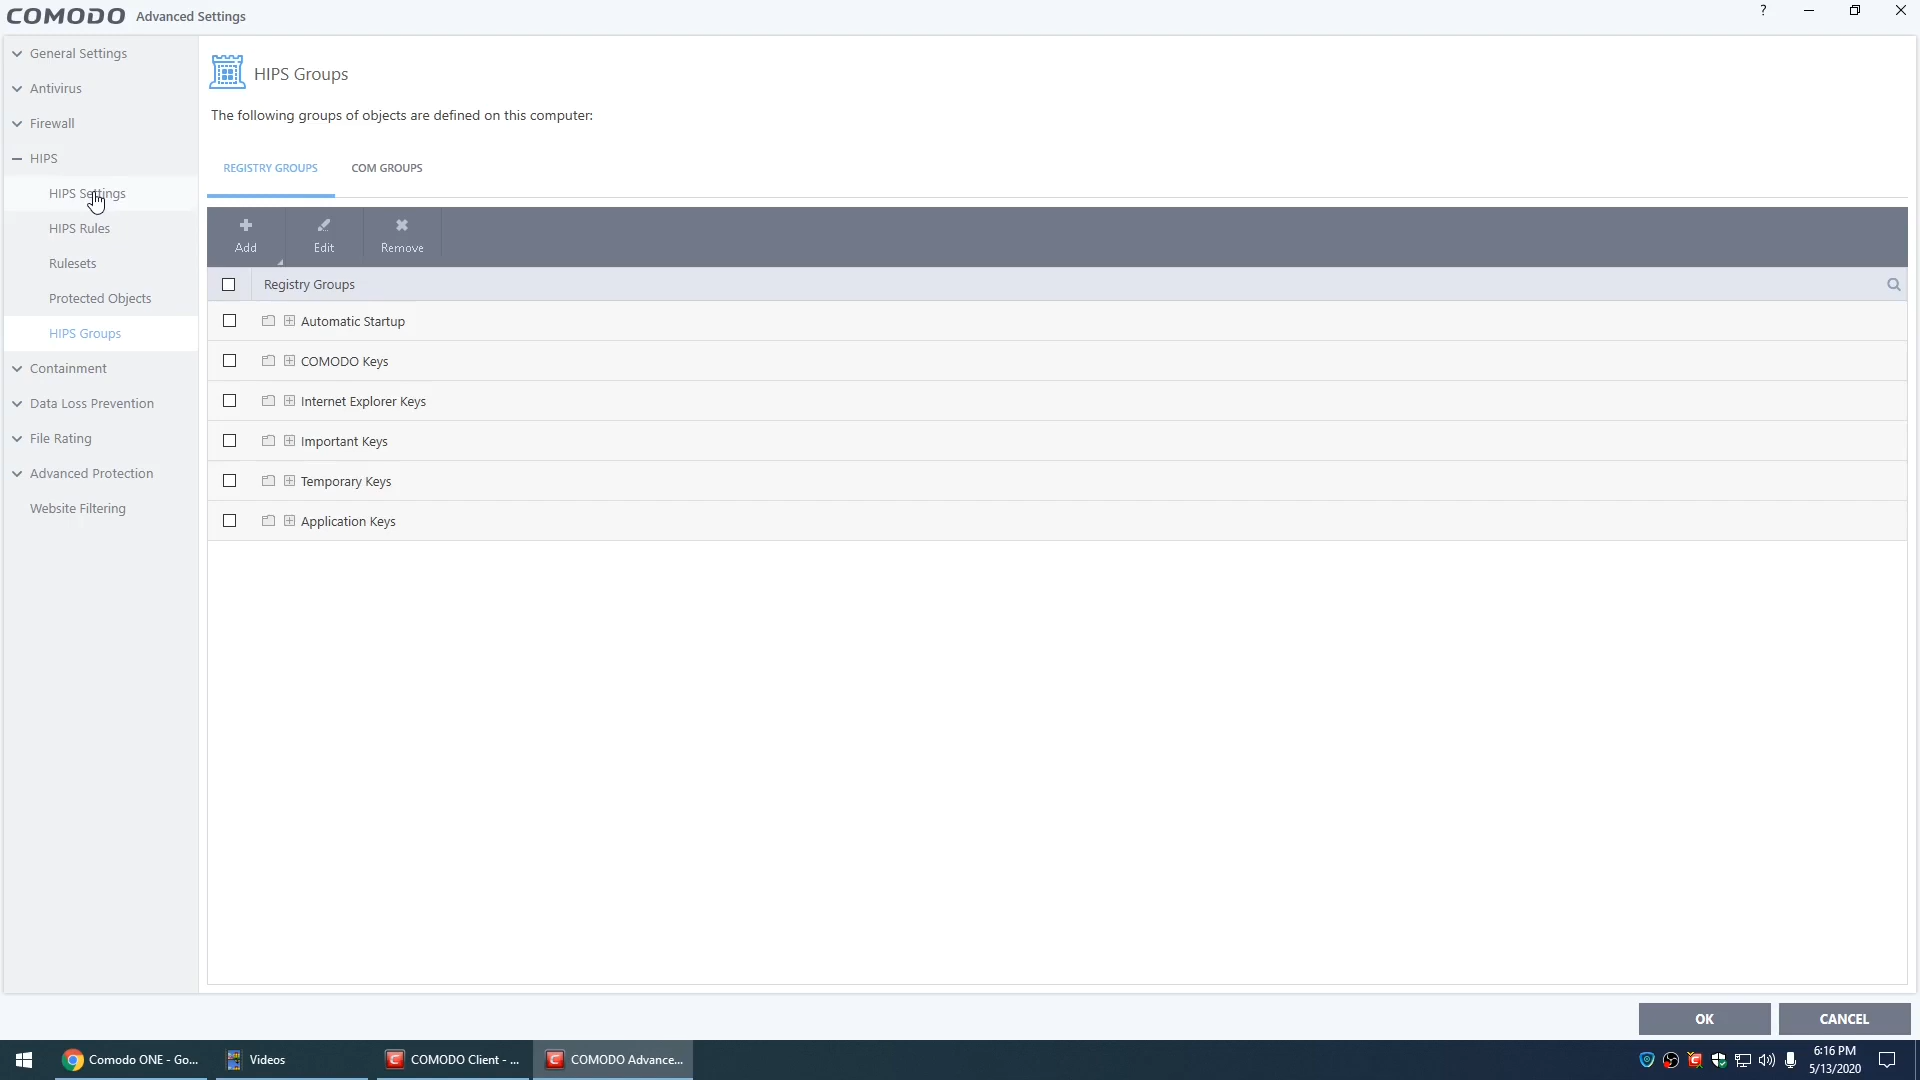 COMODO Advanced Settings
?
General Settings
Antivirus
Firewall
HIPS
HIPS Settings
HIPS Rules
Rulesets
Protected Objects
HIPS Groups
Containment
Data Loss Prevention
File Rating
Advanced Protection
Website Filtering
HIPS Groups
The following groups of objects are defined on this computer:
REGISTRY GROUPS COM GROUPS
Add Edit Remove
Registry Groups
Automatic Startup
COMODO Keys
Internet Explorer Keys
Important Keys
Temporary Keys
Application Keys
OK CANCEL
Comodo ONE - Go... Videos COMODO Client - ... COMODO Advance...
6:16 PM
5/13/2020